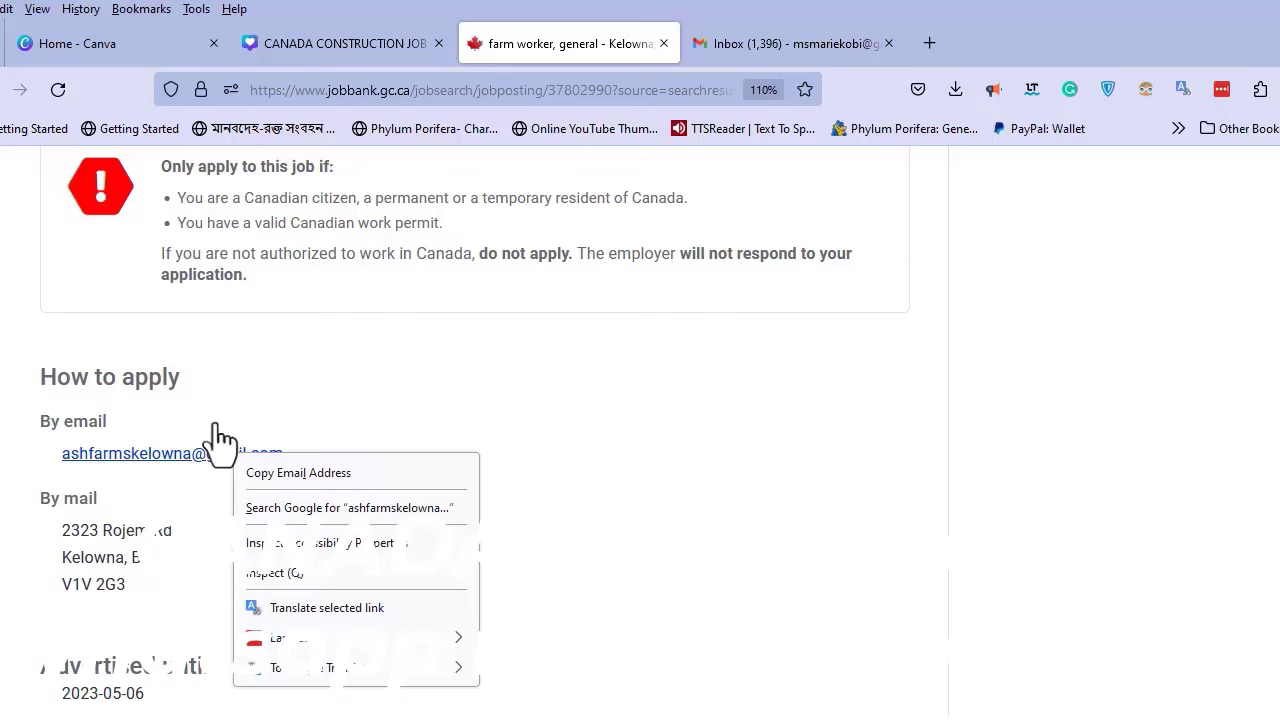 dit View History Bookmarks Tools Help
Home - Canva CANADA CONSTRUCTION JOB farm worker, general - Kelowna, Inbox (1,396) - msmariekobi@g
https://www.jobbank.gc.ca/jobsearch/jobposting/37802990?source=searchresul 110%
etting Started Getting Started মানবদেহ-রক্ত সংবহন ... Phylum Porifera- Char... Online YouTube Thum... TTSReader | Text To Sp... Phylum Porifera: Gene... PayPal: Wallet Other Book
Only apply to this job if:
• You are a Canadian citizen, a permanent or a temporary resident of Canada.
• You have a valid Canadian work permit.
If you are not authorized to work in Canada, do not apply. The employer will not respond to your
application.
How to apply
By email
ashfarmskelowna@
Copy Email Address
By mail
Search Google for “ashfarmskelowna...”
2323
Kelowna,
Inspect (Q)
V1V 2G3
Translate selected link
2023-05-06